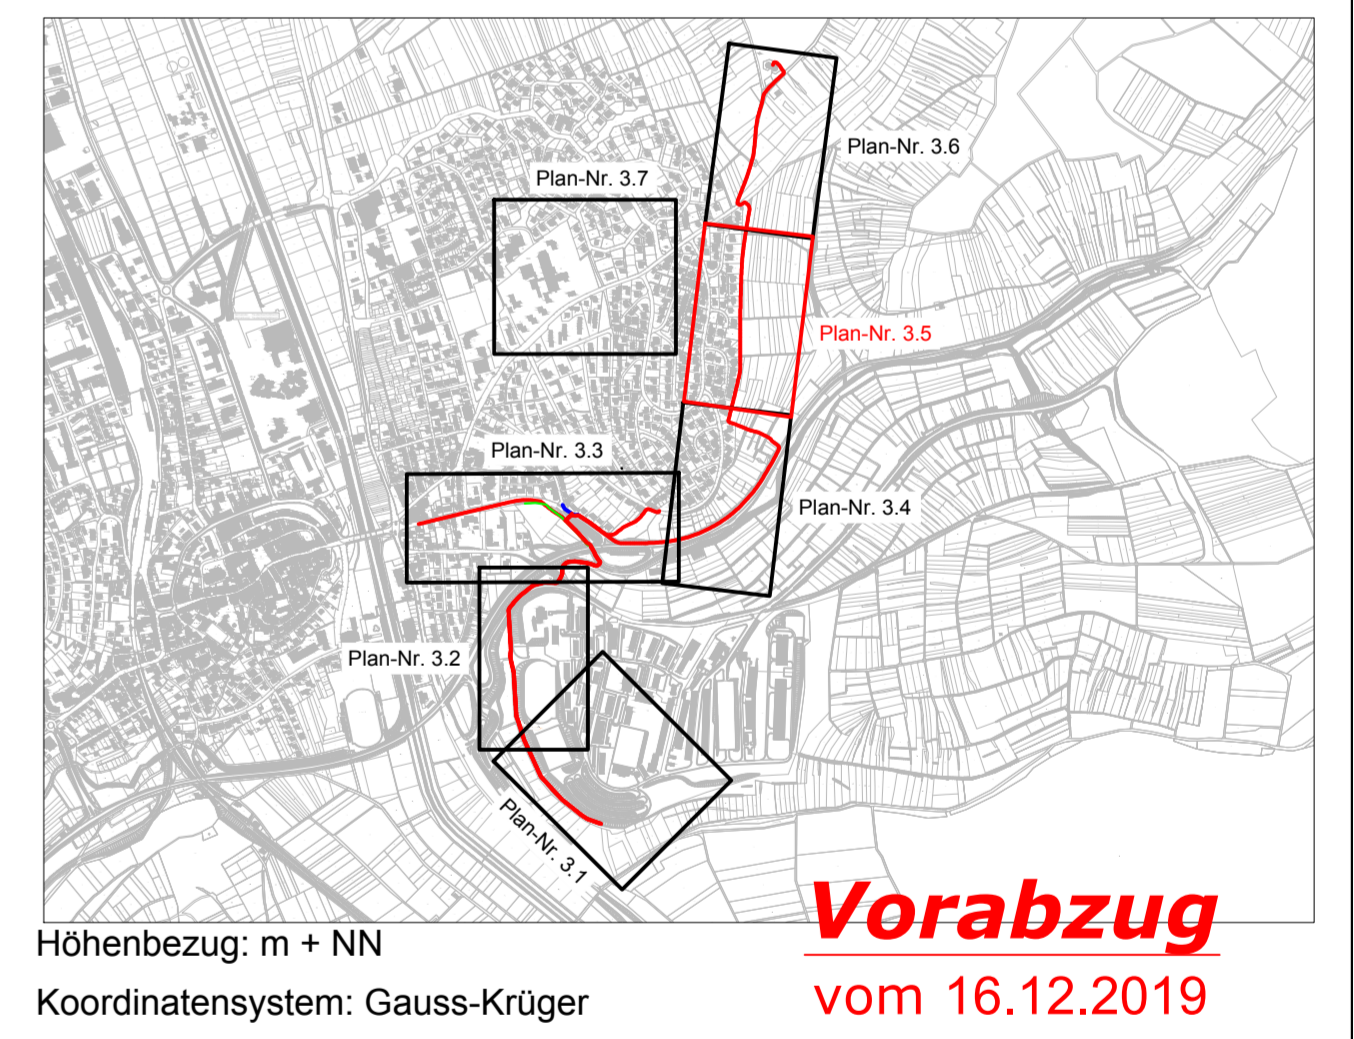 Plan-Nr. 3.6
Plan-Nr. 3.7
Plan-Nr. 3.5
Plan-Nr. 3.3
Plan-Nr. 3.4
Plan-Nr. 3.2
Plan-Nr. 3.1
Vorabzug
Höhenbezug: m + NN
vom 16.12.2019
Koordinatensystem: Gauss-Krüger